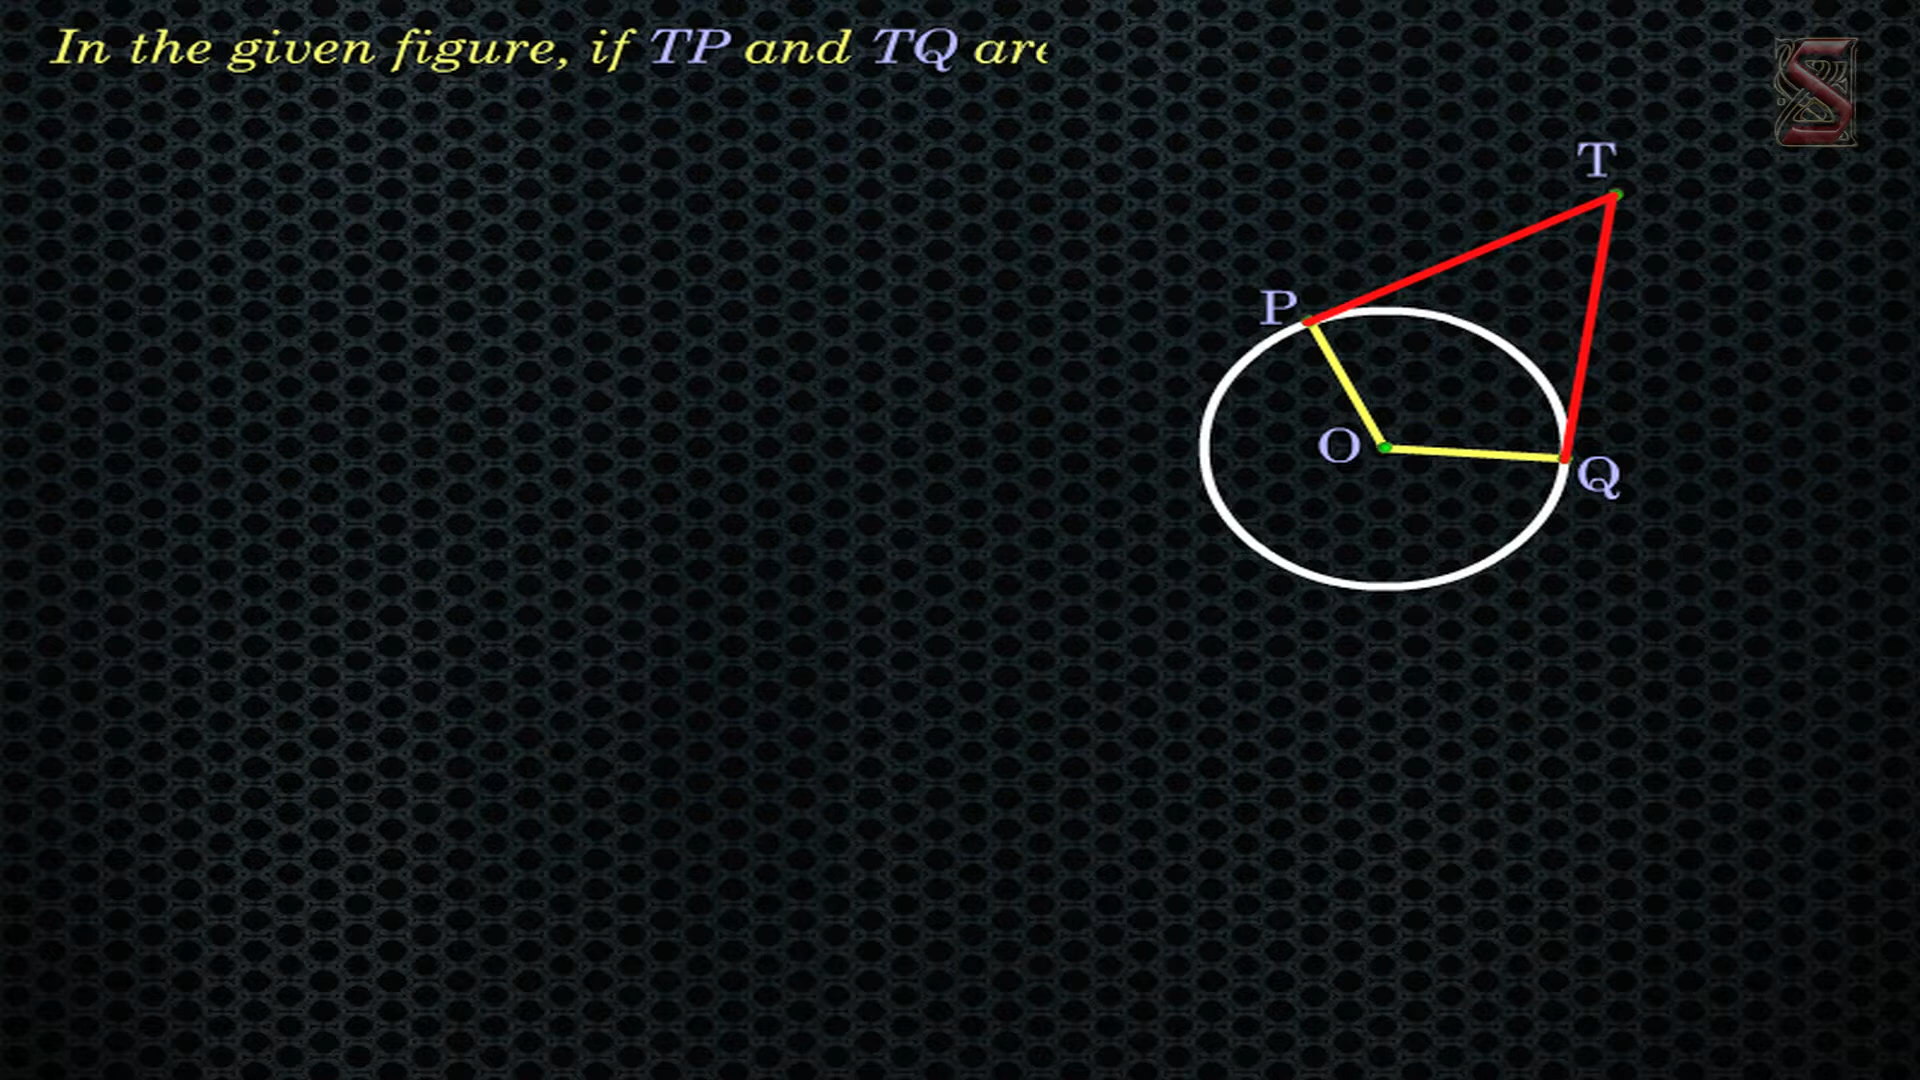 In the given figure, if TP and TQ are
T
P
O
Q